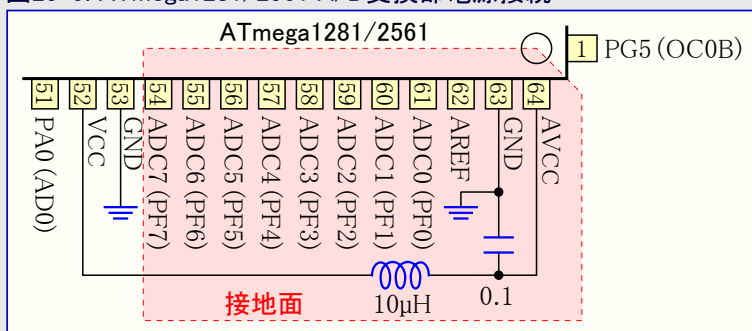 ATmega1281/2561
1 PG5 (OC0B)
51 PA0 (AD0)
52 VCC
53 GND
54 ADC7 (PF7)
55 ADC6 (PF6)
56 ADC5 (PF5)
57 ADC4 (PF4)
58 ADC3 (PF3)
59 ADC2 (PF2)
60 ADC1 (PF1)
61 ADC0 (PF0)
62 AREF
63 GND
64 AVCC
接地面
10μH
0.1